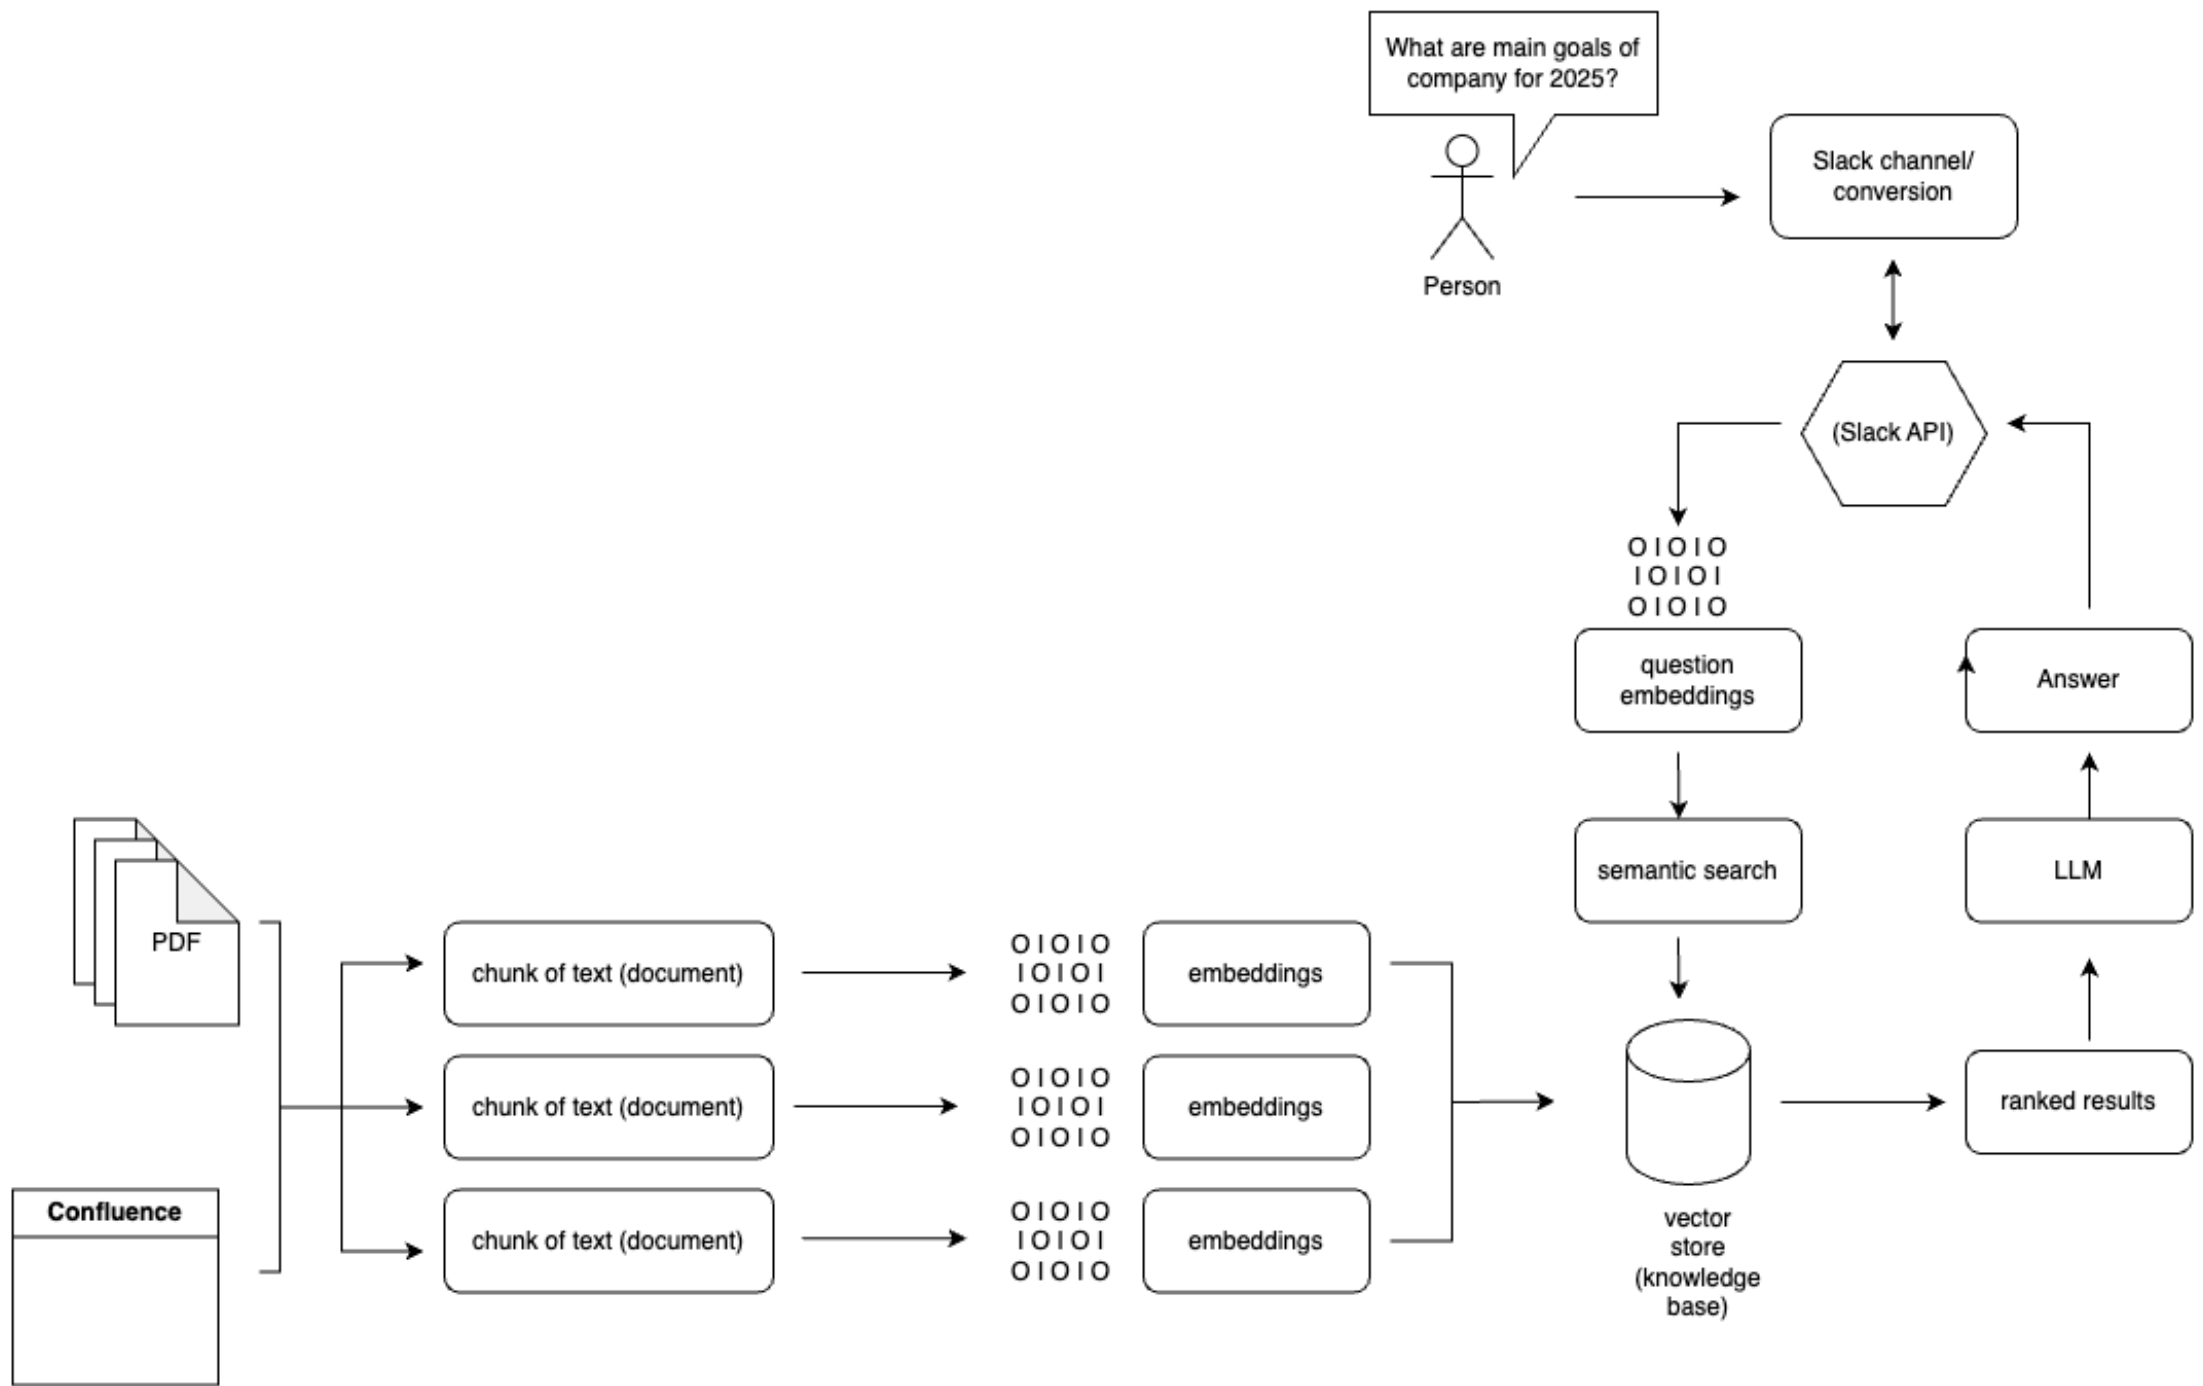 What are main goals of
company for 2025?
Slack channel/
conversion
Person
(Slack API)
O I O I O
I O I O I
O I O I O
question
embeddings
Answer
semantic search
LLM
PDF
chunk of text (document)
O I O I O
I O I O I
O I O I O
embeddings
chunk of text (document)
O I O I O
I O I O I
O I O I O
embeddings
ranked results
Confluence
chunk of text (document)
O I O I O
I O I O I
O I O I O
embeddings
vector
store
(knowledge
base)